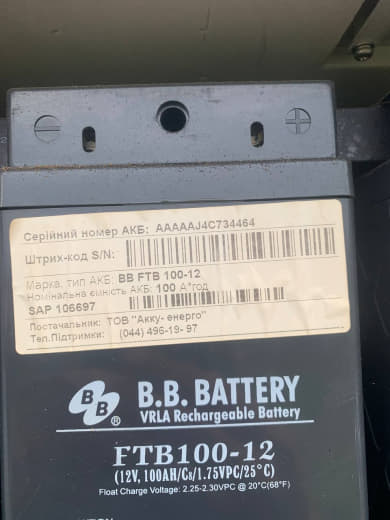 Серійний номер АКБ: AAAAAJ4C734464
Штрих-код S/N:
Марка, тип АКБ: BB FTB 100-12
Номінальна ємність АКБ: 100 А*год
SAP 106697
Постачальник: ТОВ "Акку- енерго"
Тел.Підтримки: (044) 496-19- 97
BB
®
B.B. BATTERY
VRLA Rechargeable Battery
FTB100-12
(12V, 100AH/C8/1.75VPC/25°C)
Float Charge Voltage: 2.25-2.30VPC @ 20°C(68°F)